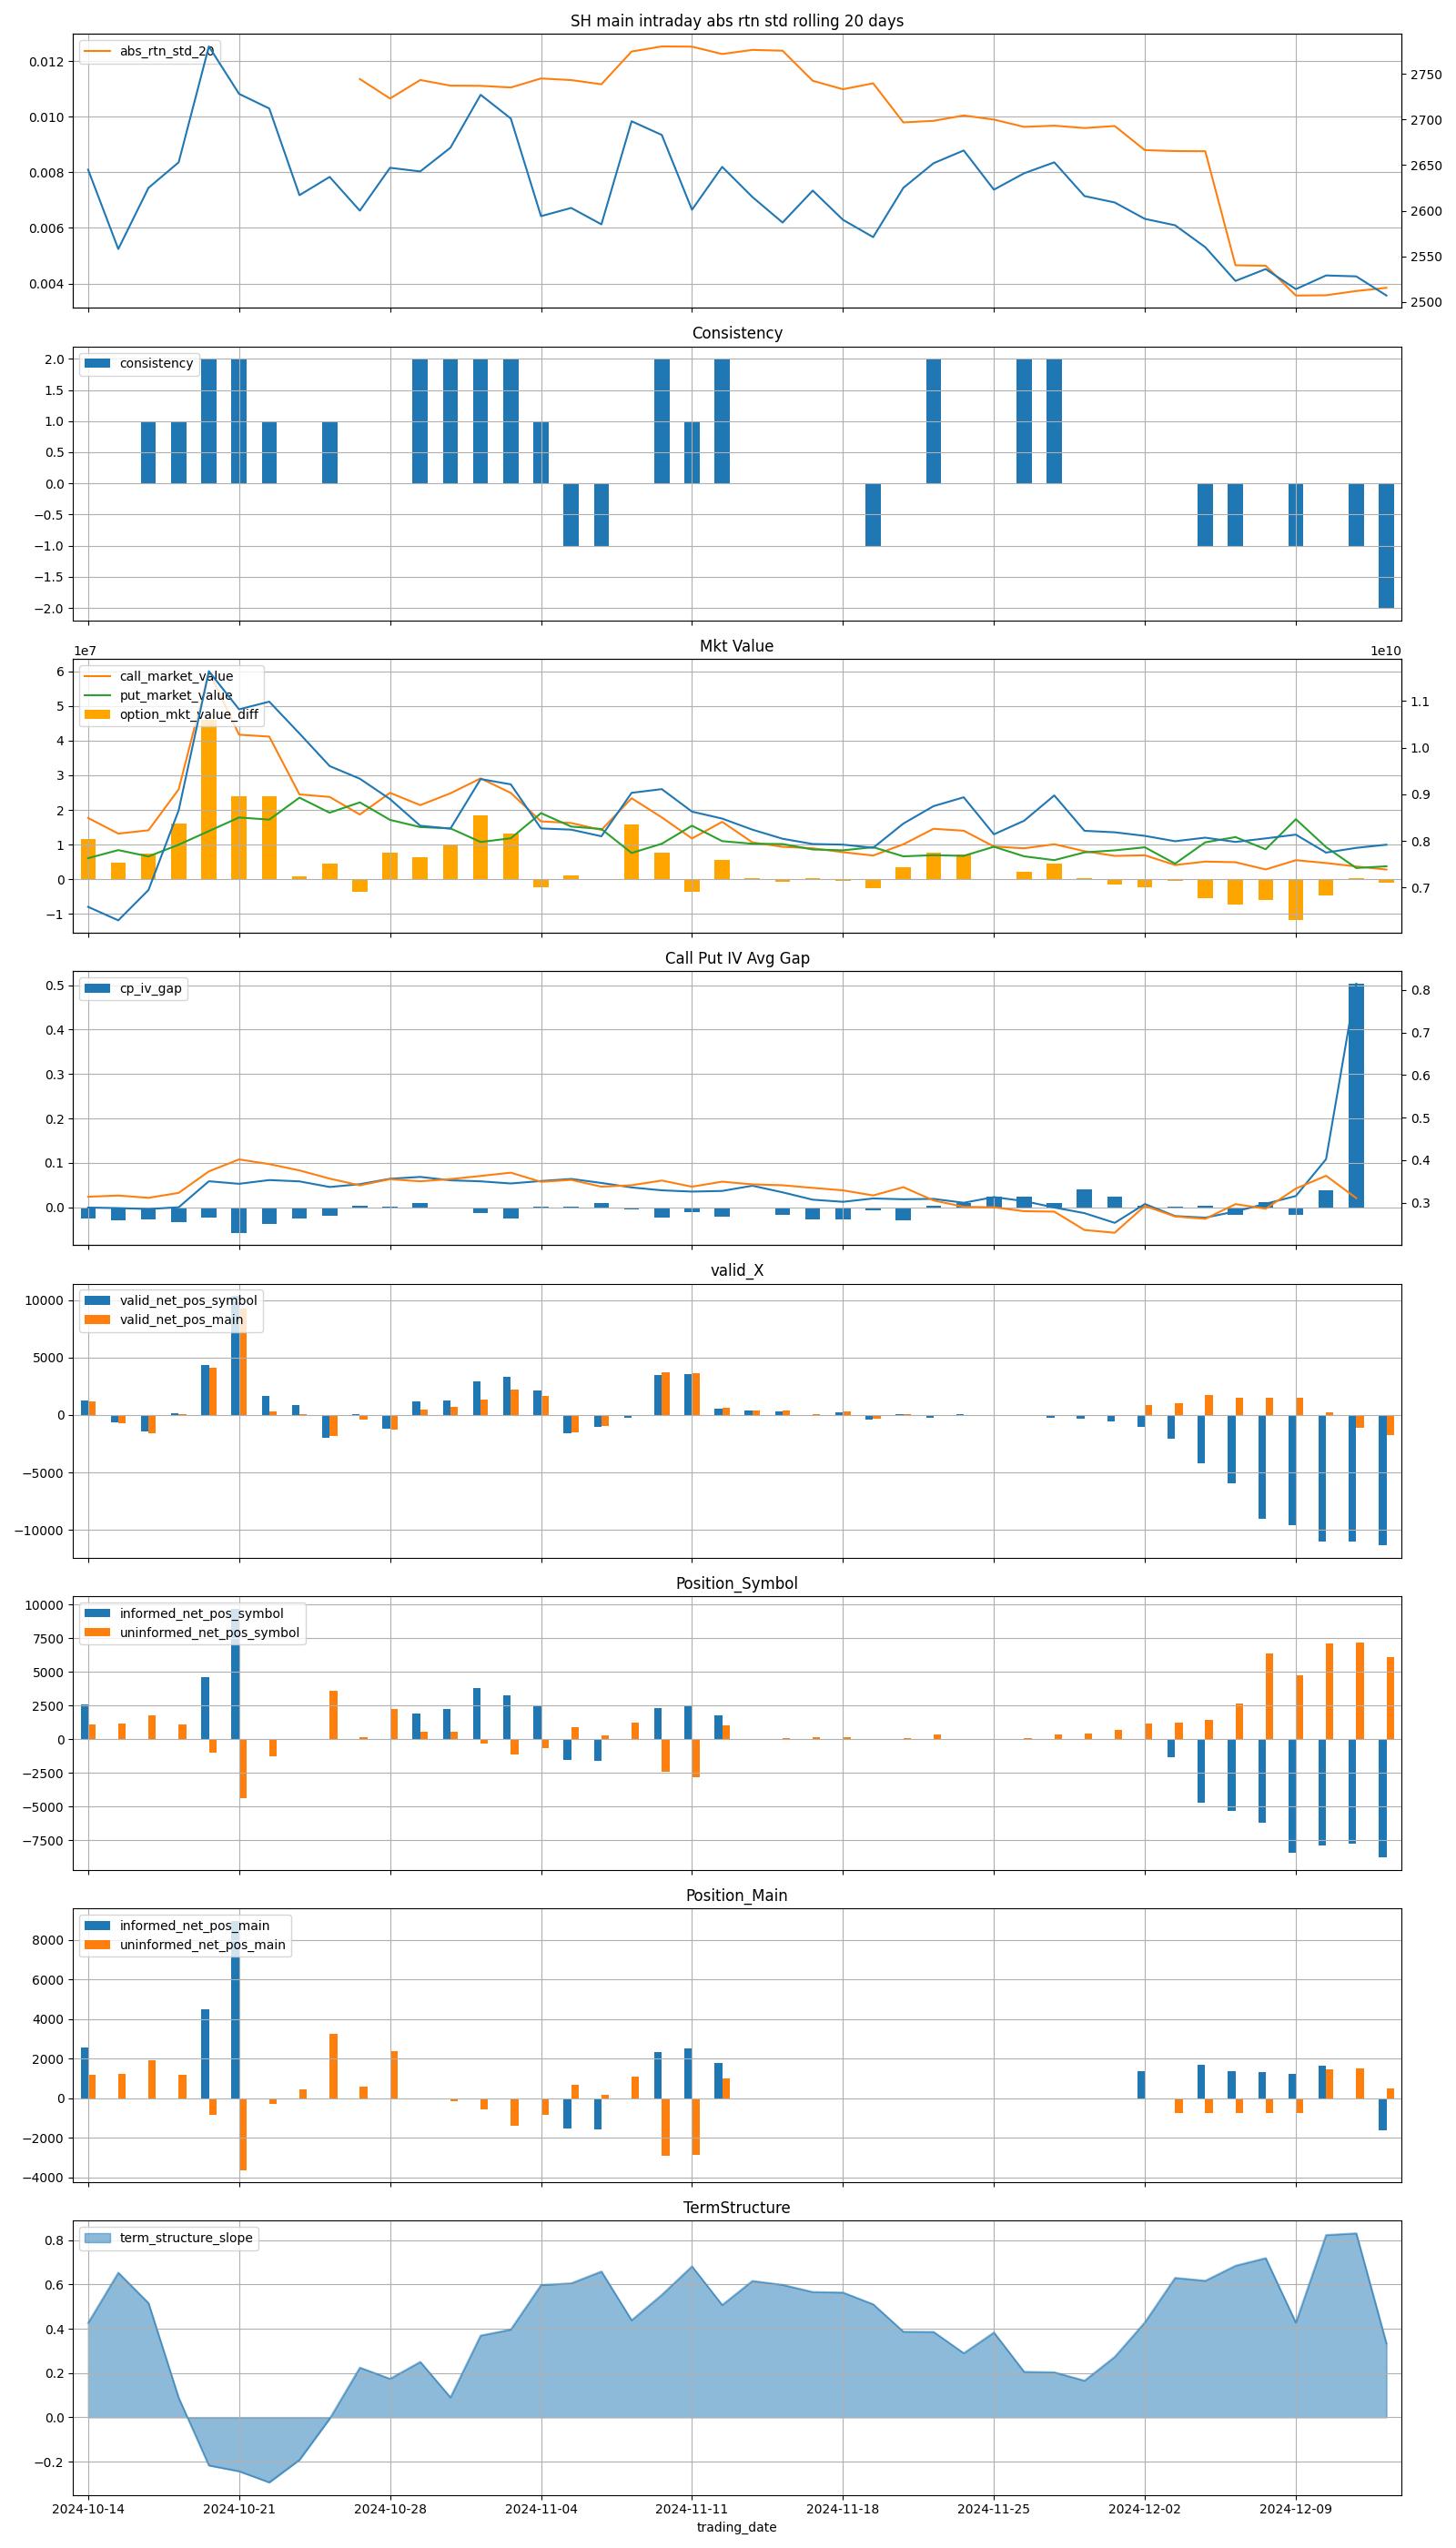 SH main intraday abs rtn std rolling 20 days
abs_rtn_std_20
0.012
0.010
0.008
0.006
0.004
2750
2700
2650
2600
2550
2500
Consistency
consistency
2.0
1.5
1.0
0.5
0.0
−0.5
−1.0
−1.5
−2.0
Mkt Value
1e7
1e10
call_market_value
put_market_value
option_mkt_value_diff
6
5
4
3
2
1
0
−1
1.1
1.0
0.9
0.8
0.7
Call Put IV Avg Gap
cp_iv_gap
0.5
0.4
0.3
0.2
0.1
0.0
0.8
0.7
0.6
0.5
0.4
0.3
valid_X
valid_net_pos_symbol
valid_net_pos_main
10000
5000
0
−5000
−10000
Position_Symbol
informed_net_pos_symbol
uninformed_net_pos_symbol
10000
7500
5000
2500
0
−2500
−5000
−7500
Position_Main
informed_net_pos_main
uninformed_net_pos_main
8000
6000
4000
2000
0
−2000
−4000
TermStructure
term_structure_slope
0.8
0.6
0.4
0.2
0.0
−0.2
2024-10-14 2024-10-21 2024-10-28 2024-11-04 2024-11-11 2024-11-18 2024-11-25 2024-12-02 2024-12-09
trading_date